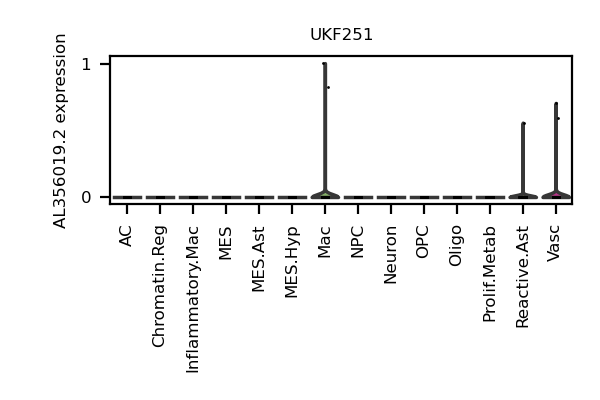 UKF251
AL356019.2 expression
1
0
AC
Chromatin.Reg
Inflammatory.Mac
MES
MES.Ast
MES.Hyp
Mac
NPC
Neuron
OPC
Oligo
Prolif.Metab
Reactive.Ast
Vasc